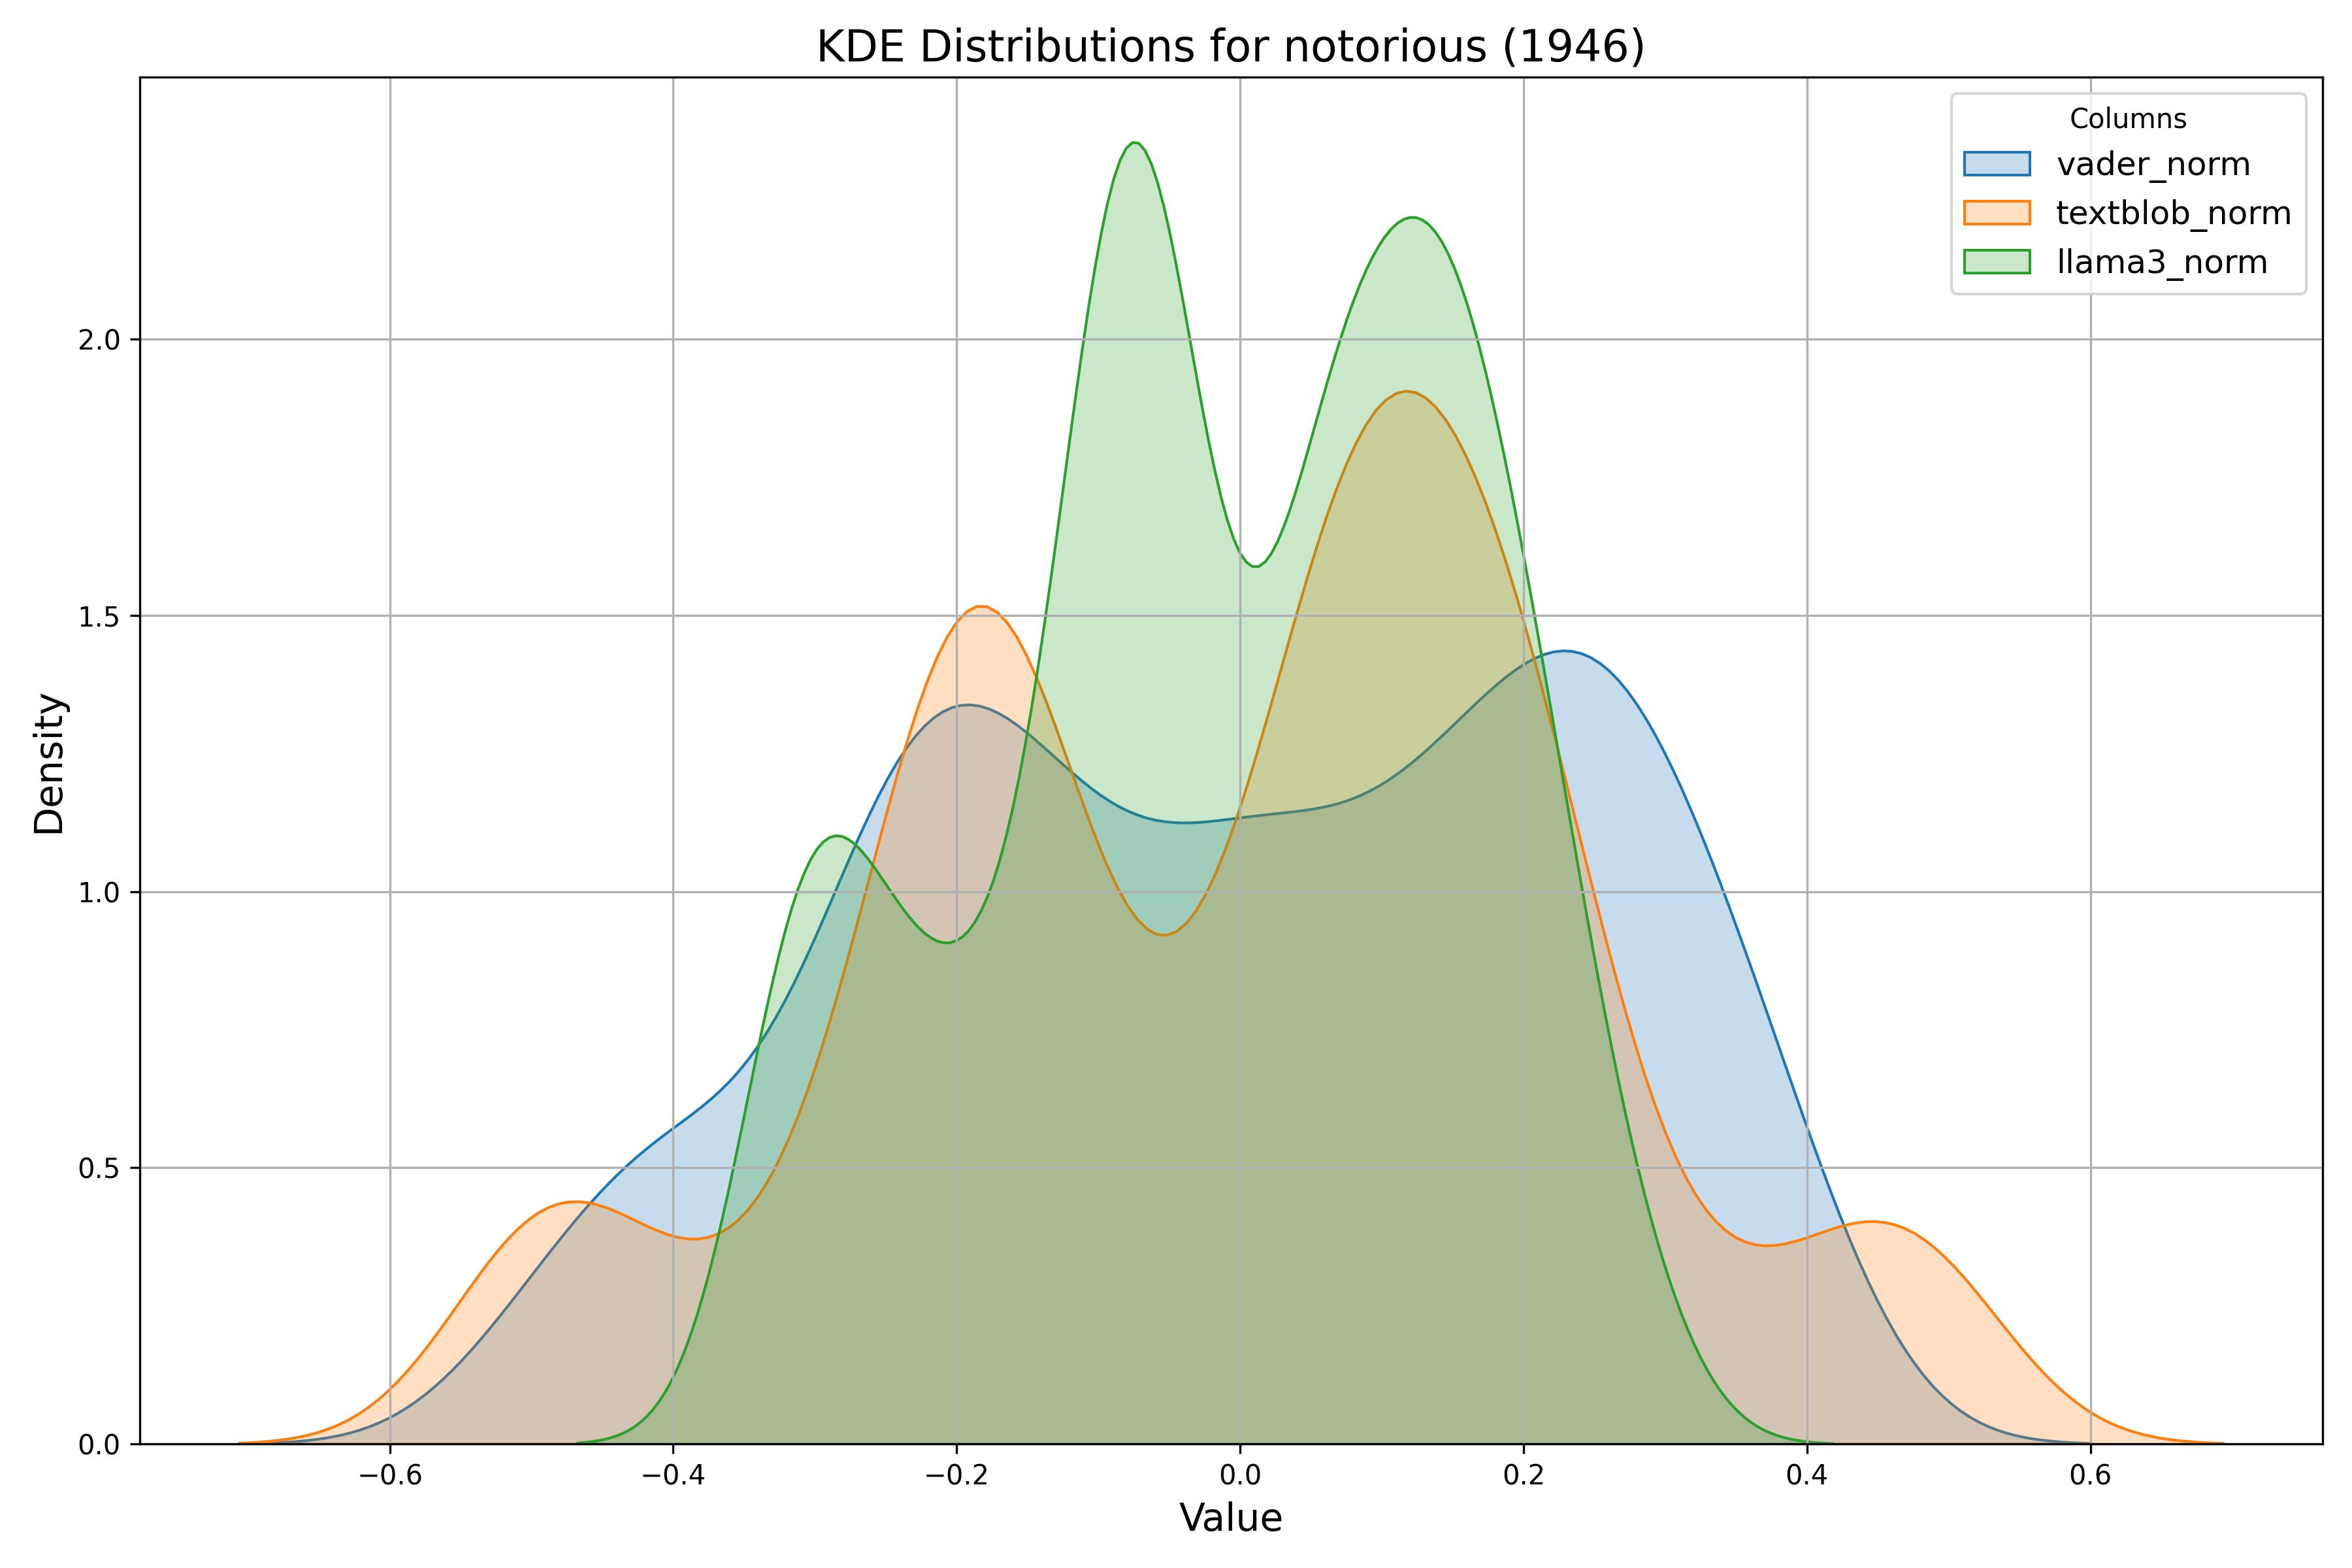 KDE Distributions for notorious (1946)
Columns
vader_norm
textblob_norm
llama3_norm
Density
2.0
1.5
1.0
0.5
0.0
−0.6 −0.4 −0.2 0.0 0.2 0.4 0.6
Value